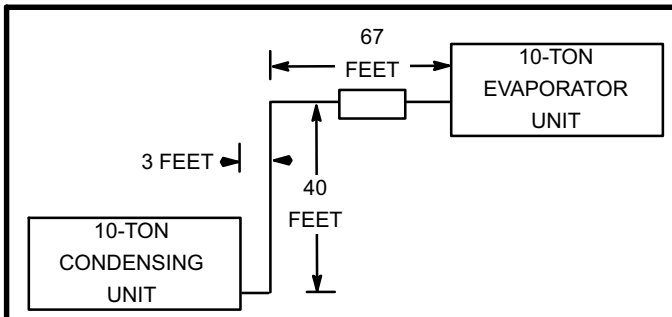 67
FEET
10-TON
EVAPORATOR
UNIT
3 FEET
40
FEET
10-TON
CONDENSING
UNIT